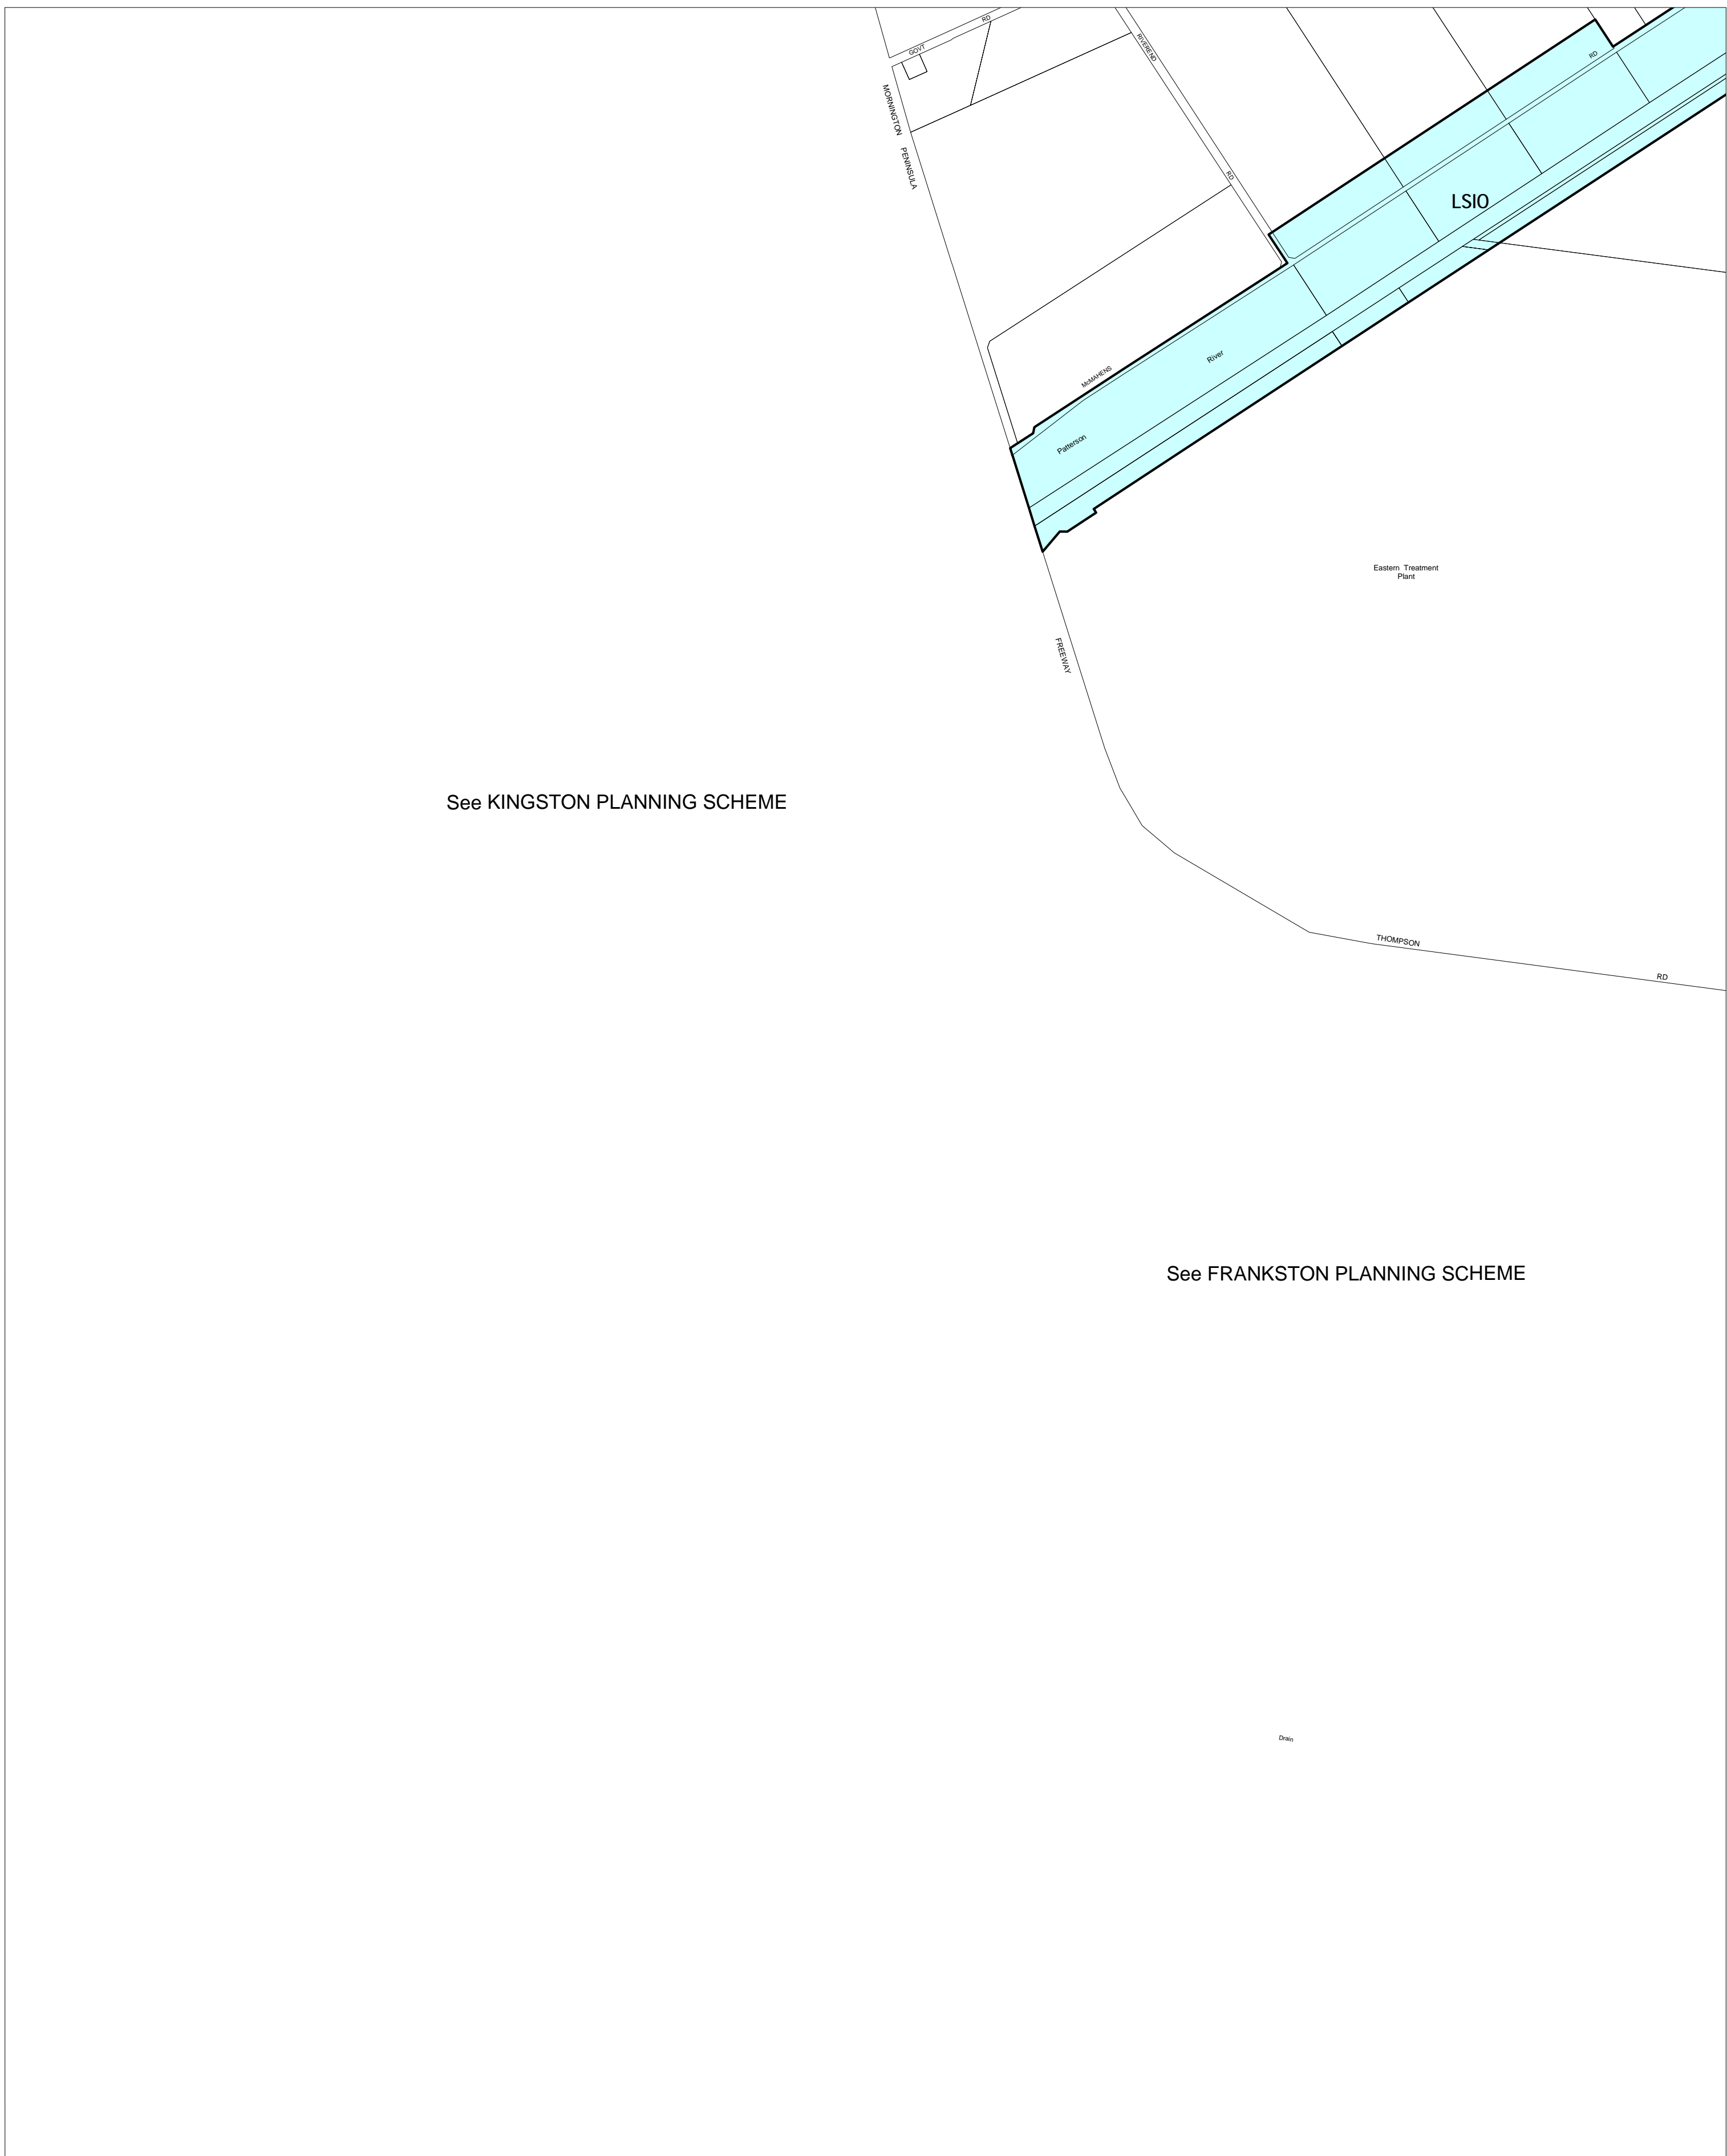 GOVT RD
RIVEREND RD
RD
MORNINGTON PENINSULA
LSIO
River
McMAHENS
Patterson
Eastern Treatment
Plant
FREEWAY
See KINGSTON PLANNING SCHEME
THOMPSON RD
See FRANKSTON PLANNING SCHEME
Drain